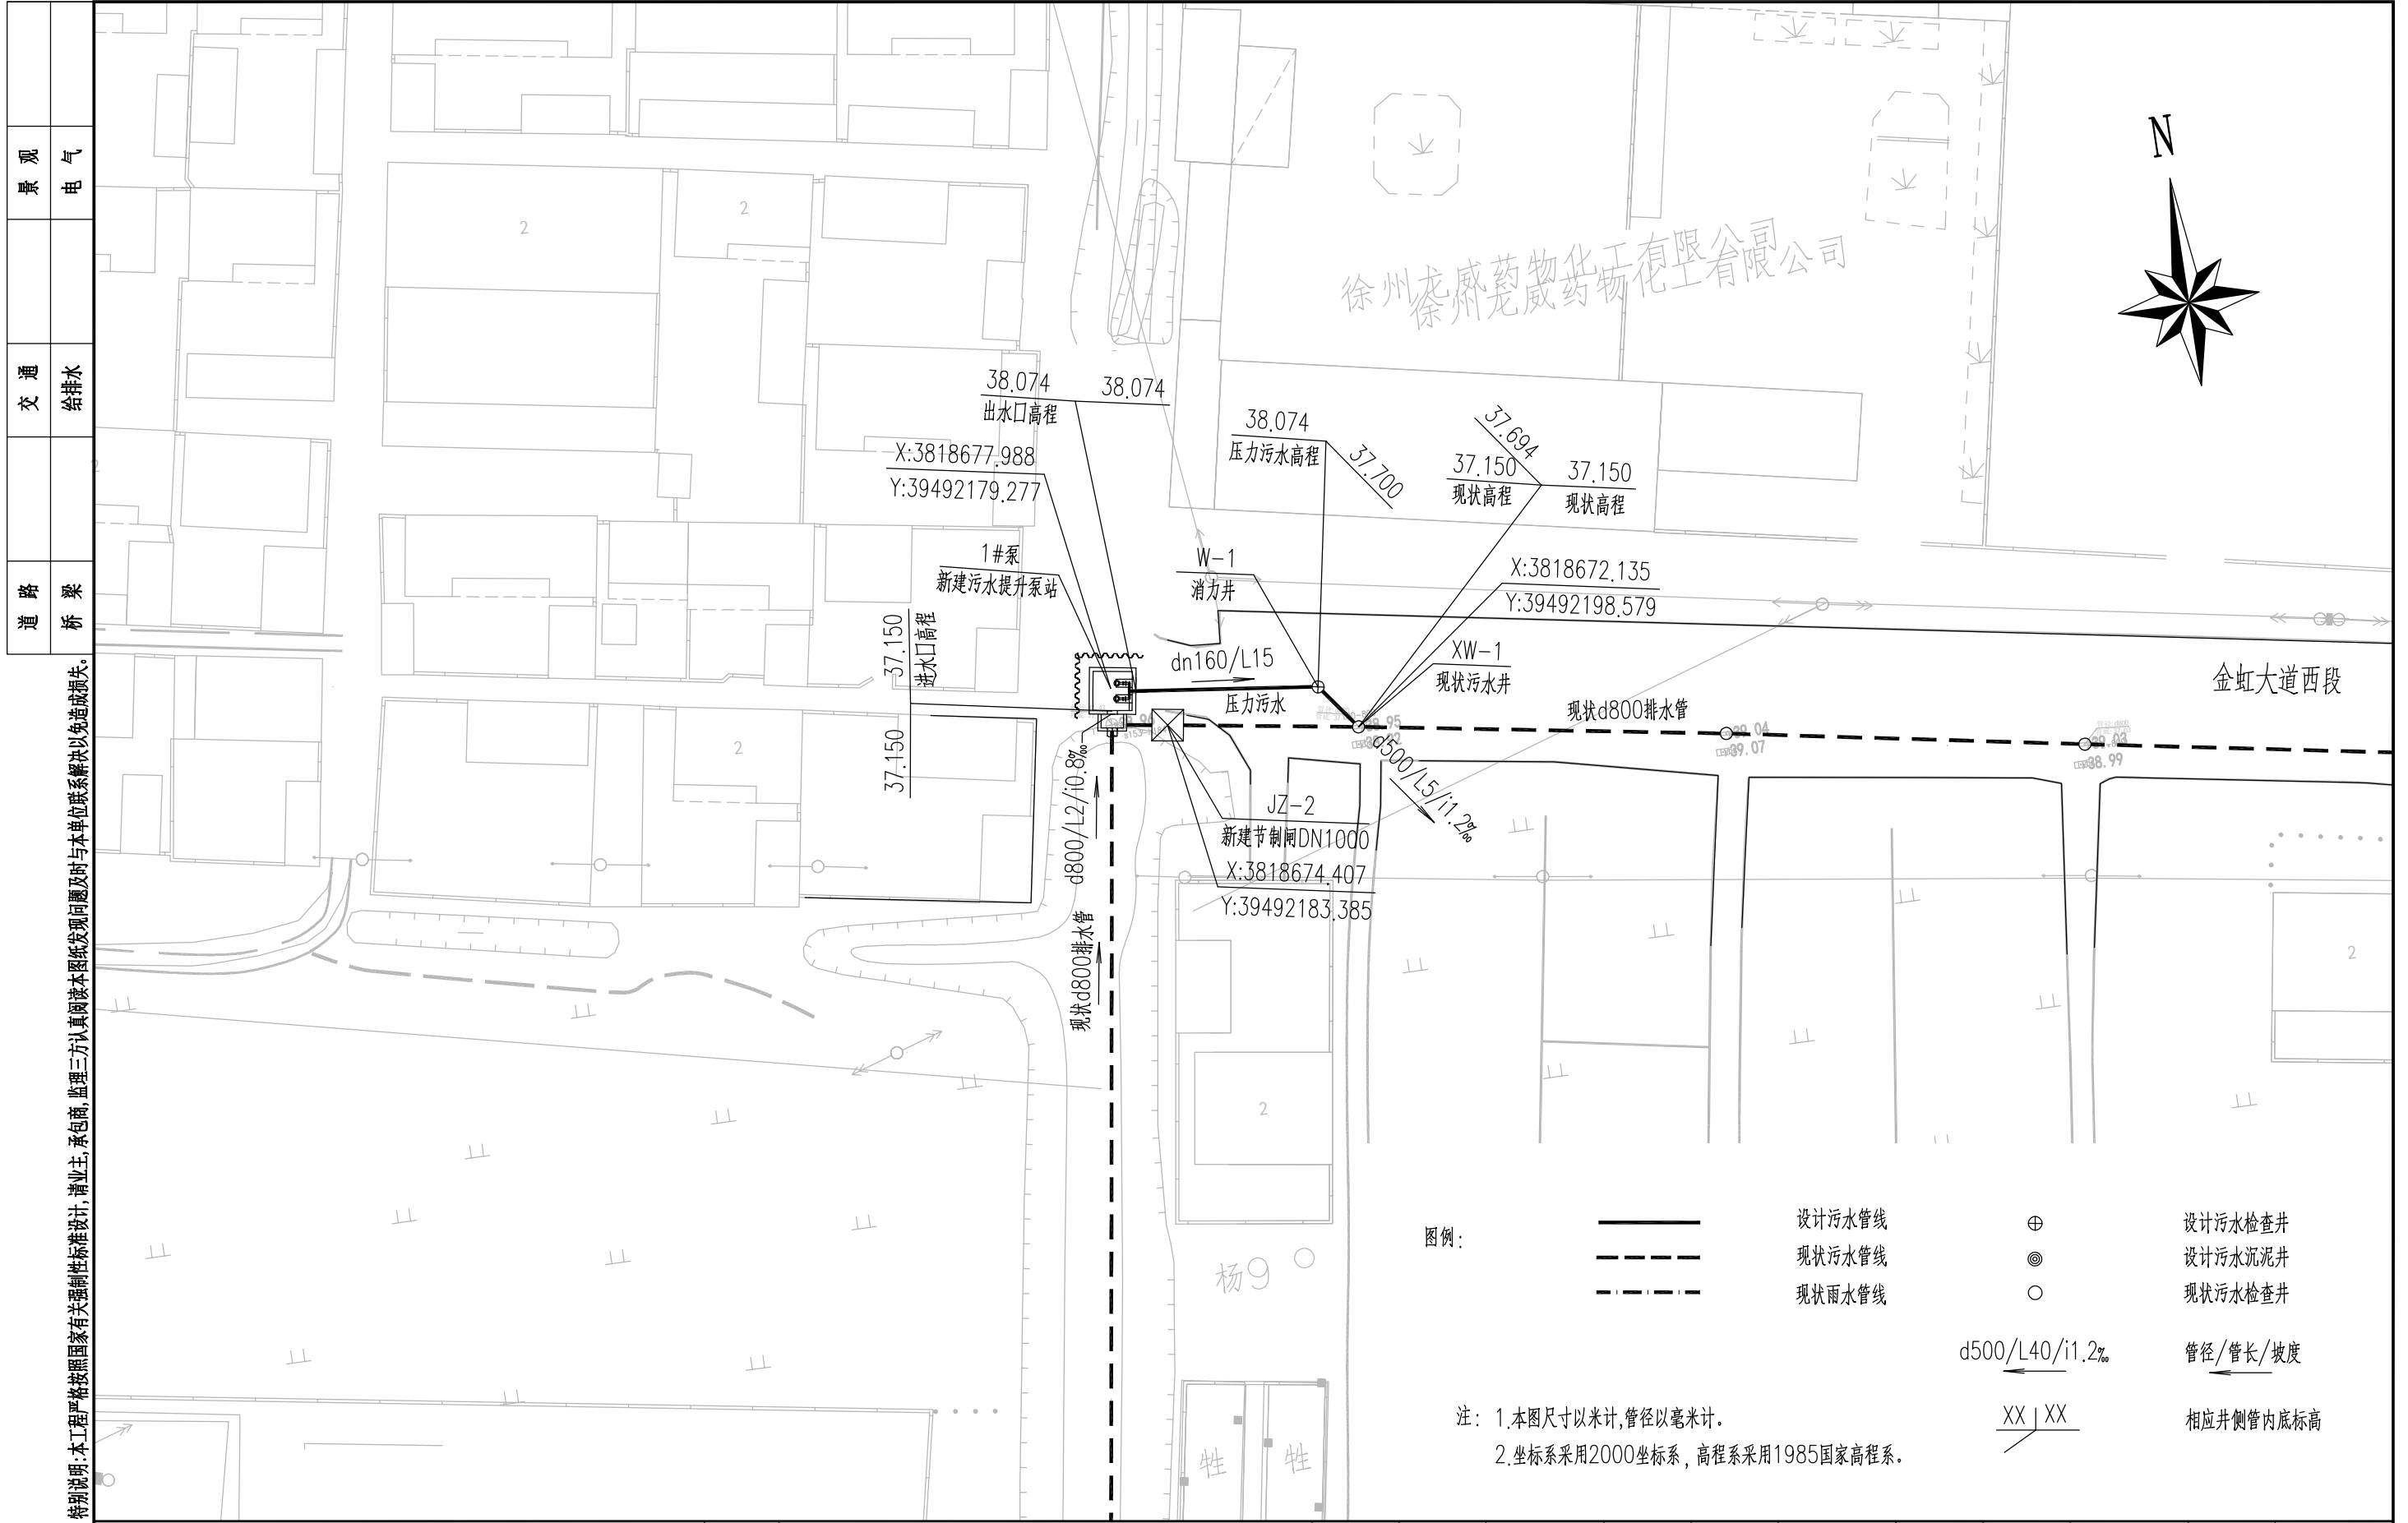 景 观
电 气
交 通
给排水
道 路
桥 梁
特别说明:本工程严格按照国家有关强制性标准设计,请业主,承包商,监理三方认真阅读本图纸发现问题及时与本单位联系解决以免造成损失。
N
2
2
徐州龙威药物化工有限公司
徐州龙威药物化工有限公司
38.074 38.074
出水口高程
38.074
压力污水高程
37.700
37.694
37.150 37.150
现状高程 现状高程
X:3818677.988
Y:39492179.277
1#泵
新建污水提升泵站
W-1
消力井
X:3818672.135
Y:39492198.579
37.150 37.150
进水口高程
dn160/L15
压力污水
XW-1
现状污水井
金虹大道西段
现状d800排水管
39.04
39.07
39.03
38.99
2
d800/L2/i0.8‰
d500/L5/i1.2‰
JZ-2
新建节制闸DN1000
X:3818674.407
Y:39492183.385
现状d800排水管
2
2
杨9
牲
牲
图例:
设计污水管线
设计污水检查井
现状污水管线
设计污水沉泥井
现状雨水管线
现状污水检查井
d500/L40/i1.2‰
管径/管长/坡度
XX XX
相应井侧管内底标高
注: 1.本图尺寸以米计,管径以毫米计。
2.坐标系采用2000坐标系,高程系采用1985国家高程系。